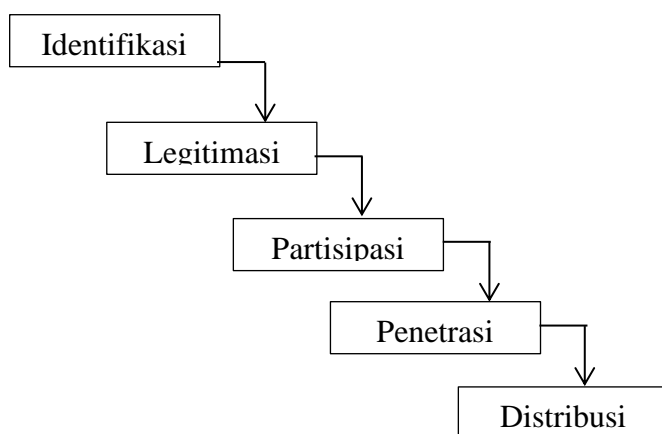 Identifikasi
Legitimasi
Partisipasi
Penetrasi
Distribusi